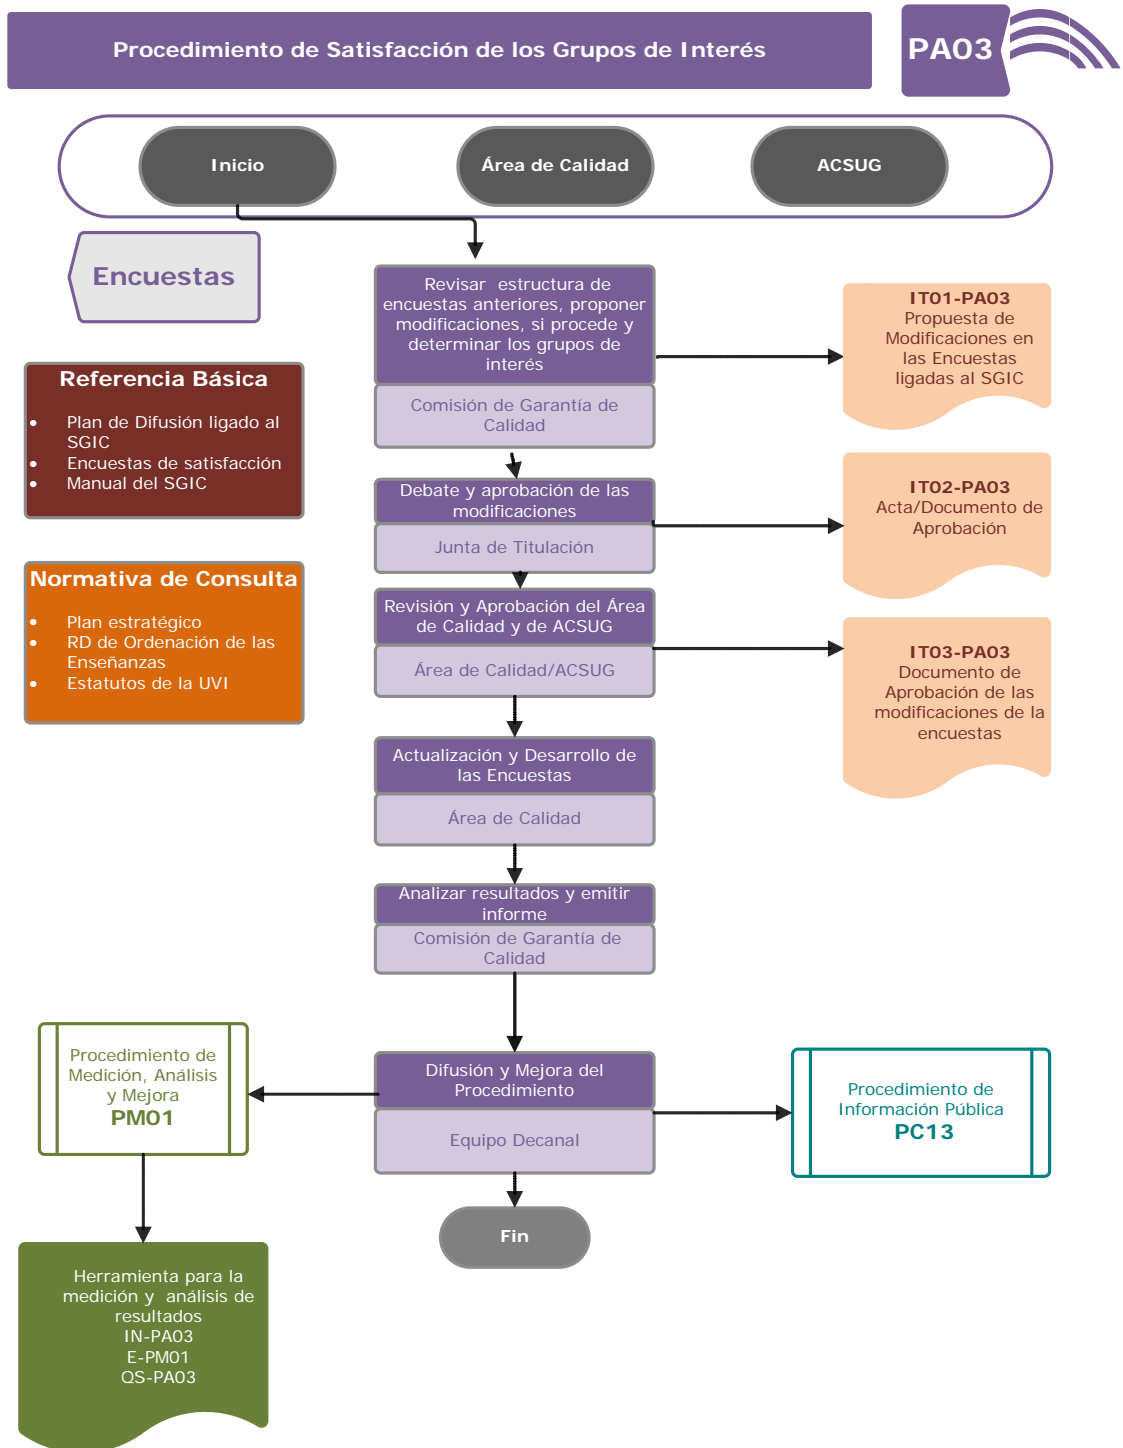 Procedimiento de Satisfacción de los Grupos de Interés
PA03
Inicio
Área de Calidad
ACSUG
Encuestas
Revisar estructura de
encuestas anteriores, proponer
modificaciones, si procede y
determinar los grupos de
interés
Comisión de Garantía de
Calidad
IT01-PA03
Propuesta de
Modificaciones en
las Encuestas
ligadas al SGIC
Referencia Básica
• Plan de Difusión ligado al
SGIC
• Encuestas de satisfacción
• Manual del SGIC
Debate y aprobación de las
modificaciones
Junta de Titulación
IT02-PA03
Acta/Documento de
Aprobación
Normativa de Consulta
• Plan estratégico
• RD de Ordenación de las
Enseñanzas
• Estatutos de la UVI
Revisión y Aprobación del Área
de Calidad y de ACSUG
Área de Calidad/ACSUG
IT03-PA03
Documento de
Aprobación de las
modificaciones de la
encuestas
Actualización y Desarrollo de
las Encuestas
Área de Calidad
Analizar resultados y emitir
informe
Comisión de Garantía de
Calidad
Procedimiento de
Medición, Análisis
y Mejora
PM01
Difusión y Mejora del
Procedimiento
Equipo Decanal
Procedimiento de
Información Pública
PC13
Fin
Herramienta para la
medición y análisis de
resultados
IN-PA03
E-PM01
QS-PA03